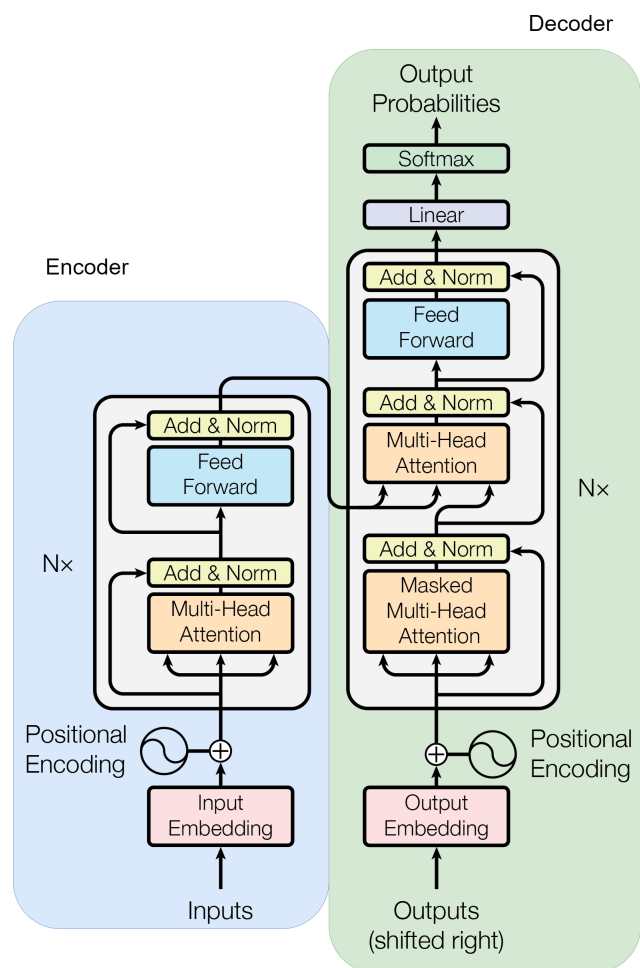 Decoder
Output
Probabilities
Softmax
Linear
Add & Norm
Feed
Forward
Add & Norm
Multi-Head
Attention
Nx
Add & Norm
Masked
Multi-Head
Attention
Positional
Encoding
Output
Embedding
Outputs
(shifted right)
Encoder
Add & Norm
Feed
Forward
Nx
Add & Norm
Multi-Head
Attention
Positional
Encoding
Input
Embedding
Inputs